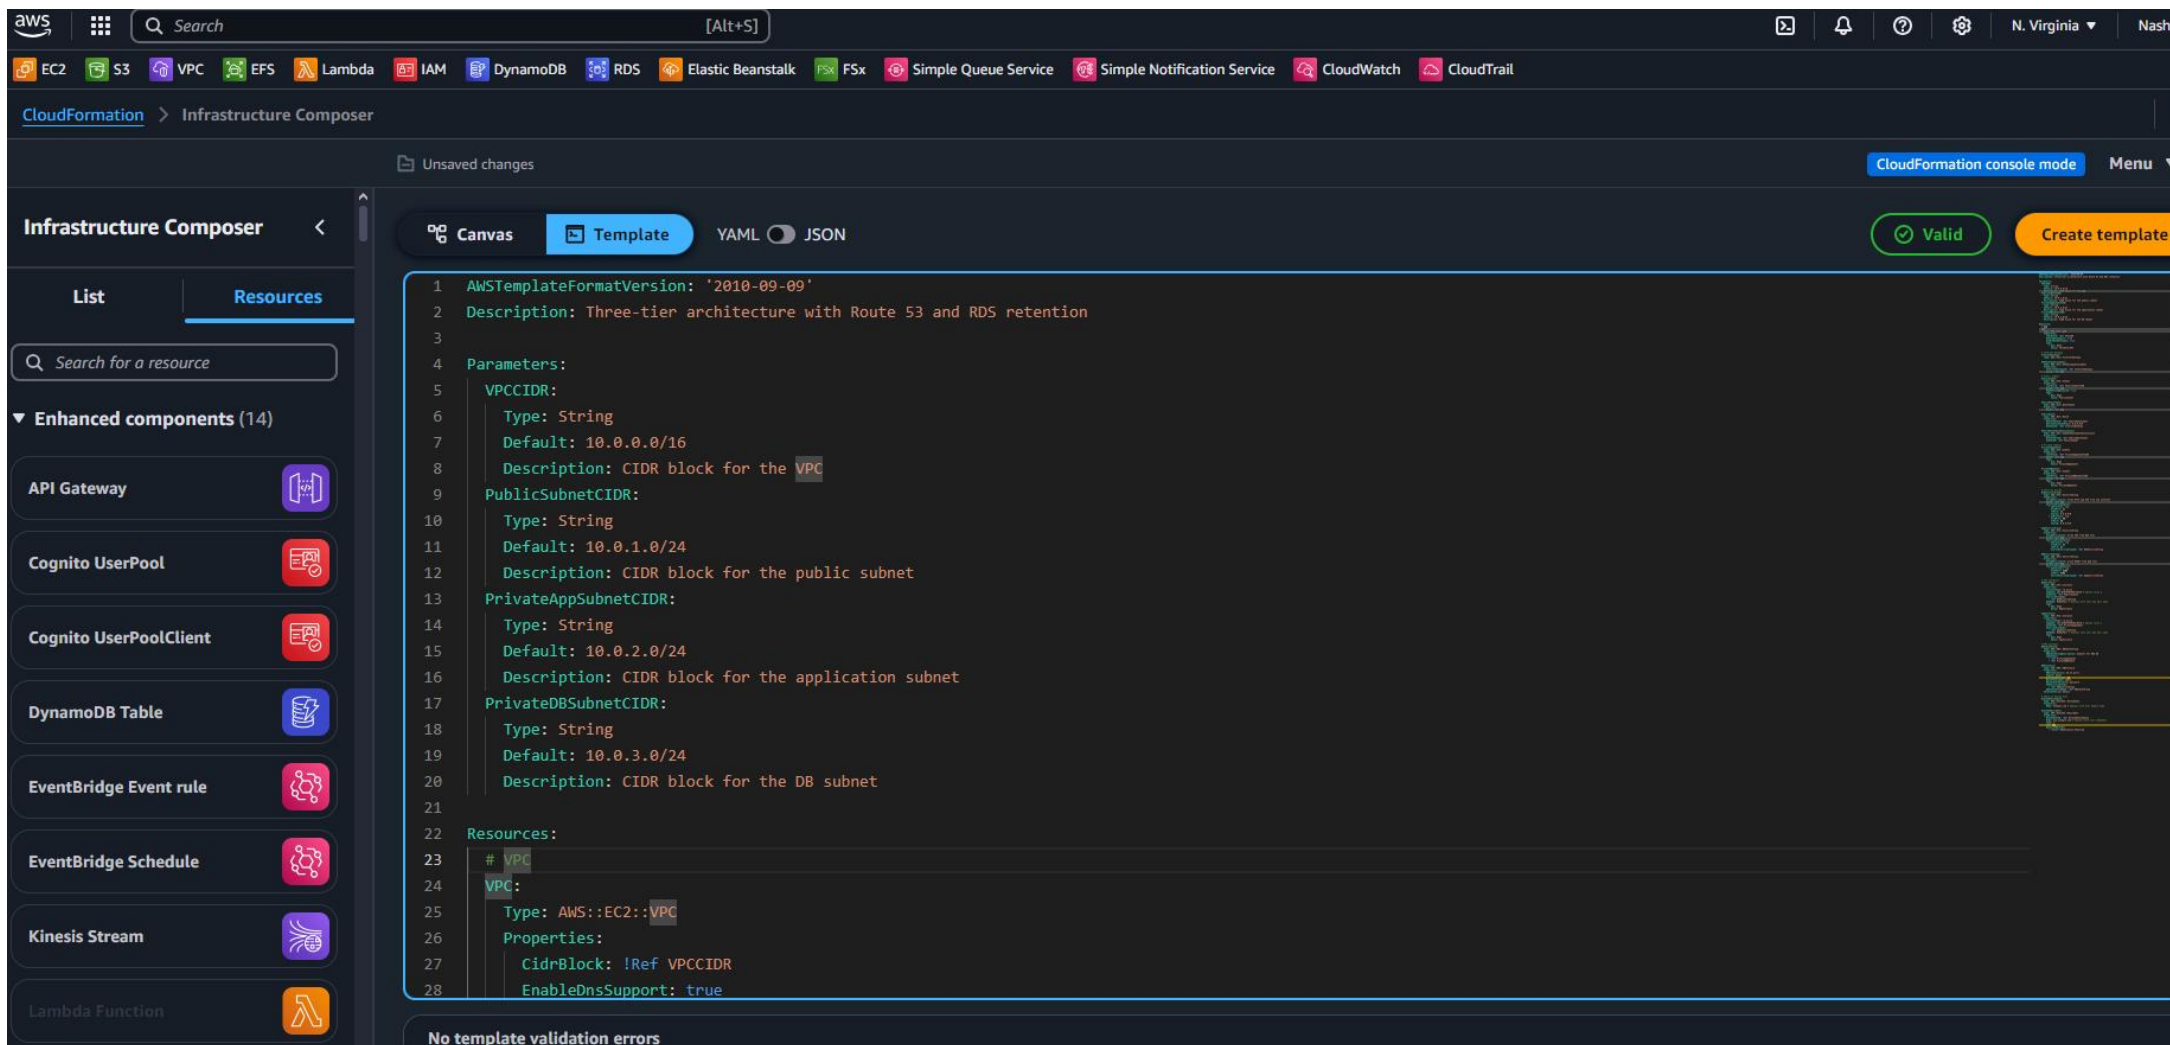 aws Search [Alt+S] N. Virginia Nash
EC2 S3 VPC EFS Lambda IAM DynamoDB RDS Elastic Beanstalk FSx FSx Simple Queue Service Simple Notification Service CloudWatch CloudTrail
CloudFormation > Infrastructure Composer
Unsaved changes CloudFormation console mode Menu
Infrastructure Composer
List Resources
Search for a resource
Enhanced components (14)
API Gateway
Cognito UserPool
Cognito UserPoolClient
DynamoDB Table
EventBridge Event rule
EventBridge Schedule
Kinesis Stream
Lambda Function
Canvas Template YAML JSON Valid Create template
1 AWSTemplateFormatVersion: '2010-09-09'
2 Description: Three-tier architecture with Route 53 and RDS retention
3
4 Parameters:
5 VPCCIDR:
6 Type: String
7 Default: 10.0.0.0/16
8 Description: CIDR block for the VPC
9 PublicSubnetCIDR:
10 Type: String
11 Default: 10.0.1.0/24
12 Description: CIDR block for the public subnet
13 PrivateAppSubnetCIDR:
14 Type: String
15 Default: 10.0.2.0/24
16 Description: CIDR block for the application subnet
17 PrivateDBSubnetCIDR:
18 Type: String
19 Default: 10.0.3.0/24
20 Description: CIDR block for the DB subnet
21
22 Resources:
23 # VPC
24 VPC:
25 Type: AWS::EC2::VPC
26 Properties:
27 CidrBlock: !Ref VPCCIDR
28 EnableDnsSupport: true
No template validation errors